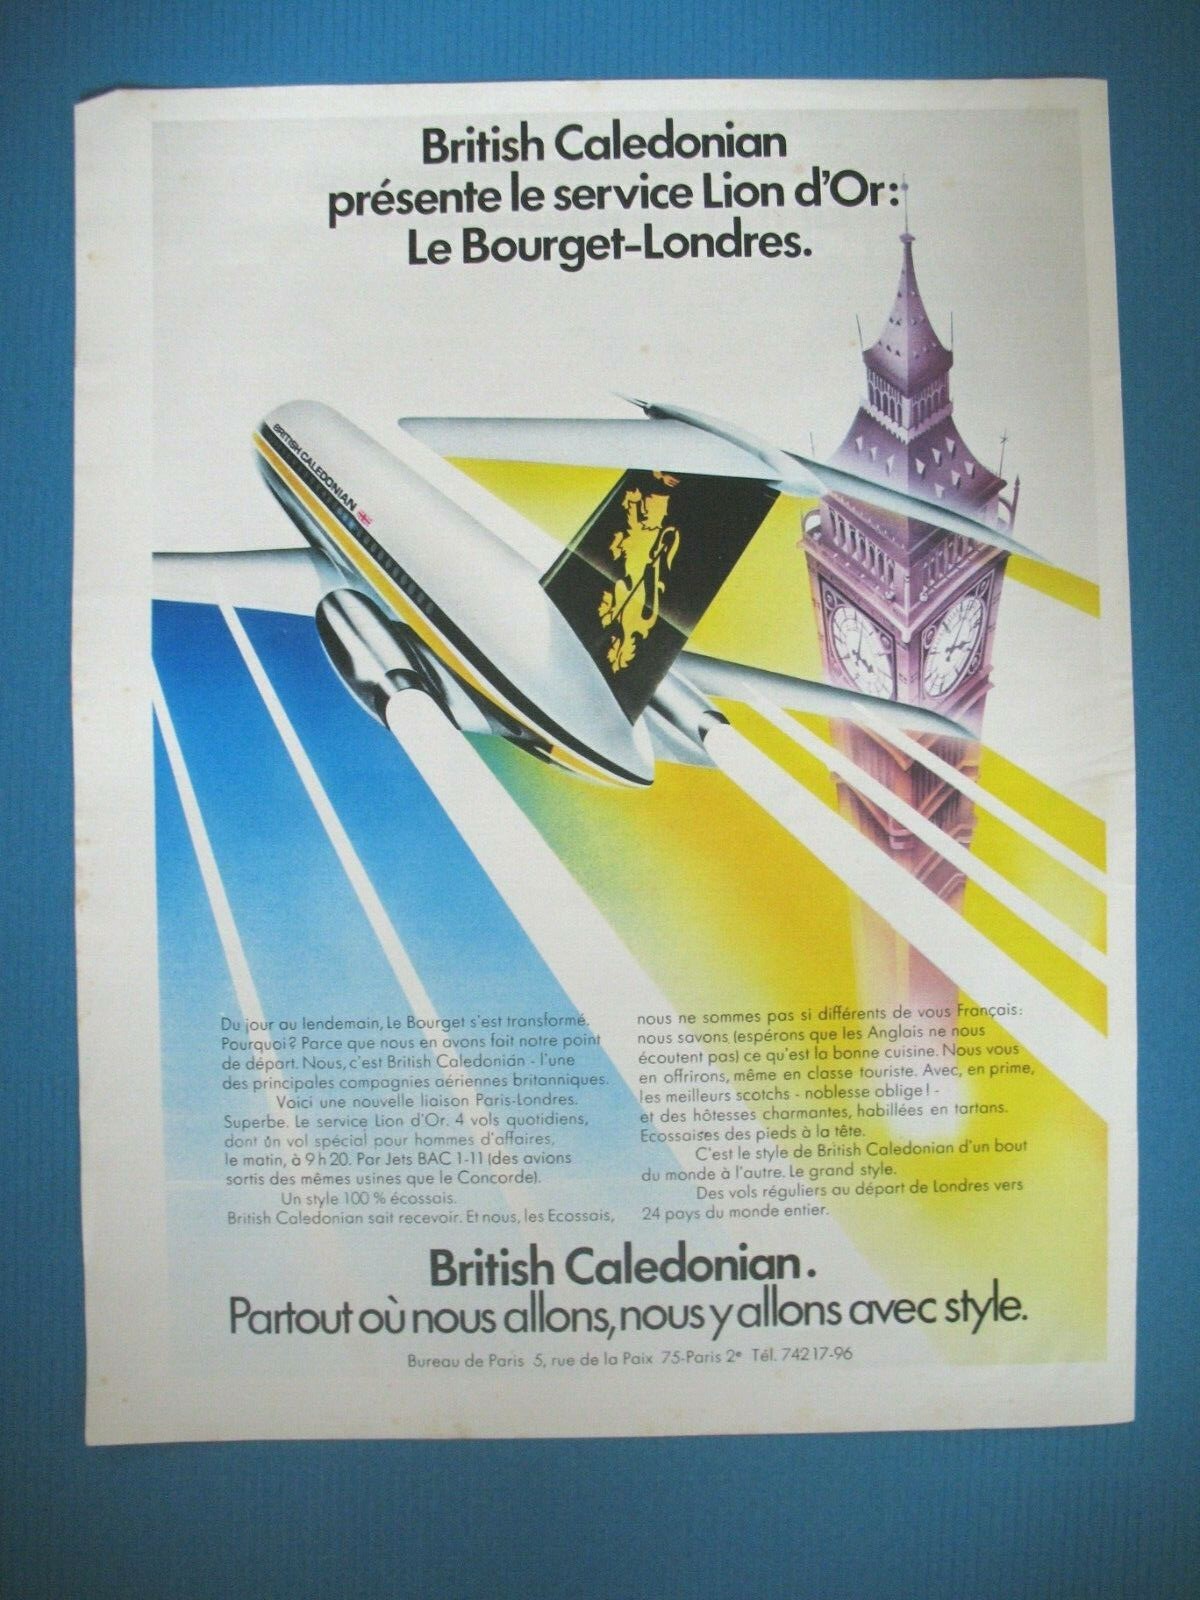 British Caledonian
présente le service Lion d'Or:
Le Bourget-Londres.
BRITISH CALEDONIAN
Du jour au lendemain, Le Bourget s'est transformé.
Pourquoi? Parce que nous en avons fait notre point
de départ. Nous, c'est British Caledonian - l'une
des principales compagnies aériennes britanniques.
Voici une nouvelle liaison Paris-Londres.
Superbe. Le service Lion d'Or. 4 vols quotidiens,
dont un vol spécial pour hommes d'affaires,
le matin, à 9 h 20. Par Jets BAC 1-11 (des avions
sortis des mêmes usines que le Concorde).
Un style 100 % écossais.
British Caledonian sait recevoir. Et nous, les Ecossais,
nous ne sommes pas si différents de vous Français:
nous savons (espérons que les Anglais ne nous
écoutent pas) ce qu'est la bonne cuisine. Nous vous
en offrirons, même en classe touriste. Avec, en prime,
les meilleurs scotchs - noblesse oblige! -
et des hôtesses charmantes, habillées en tartans.
Ecossaises des pieds à la tête.
C'est le style de British Caledonian d'un bout
du monde à l'autre. Le grand style.
Des vols réguliers au départ de Londres vers
24 pays du monde entier.
British Caledonian.
Partout où nous allons, nous y allons avec style.
Bureau de Paris 5, rue de la Paix 75-Paris 2e Tél. 742 17-96